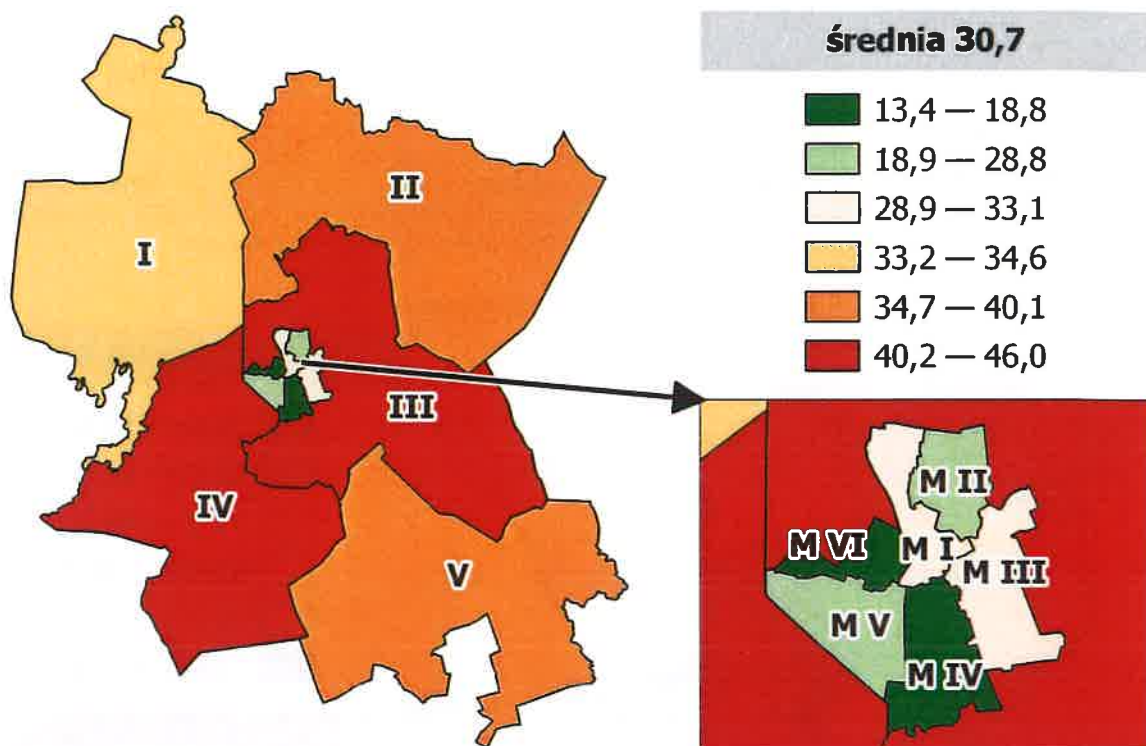 średnia 30,7
13,4 — 18,8
18,9 — 28,8
28,9 — 33,1
33,2 — 34,6
34,7 — 40,1
40,2 — 46,0
I
II
III
IV
V
M II
M VI
M I
M III
M V
M IV